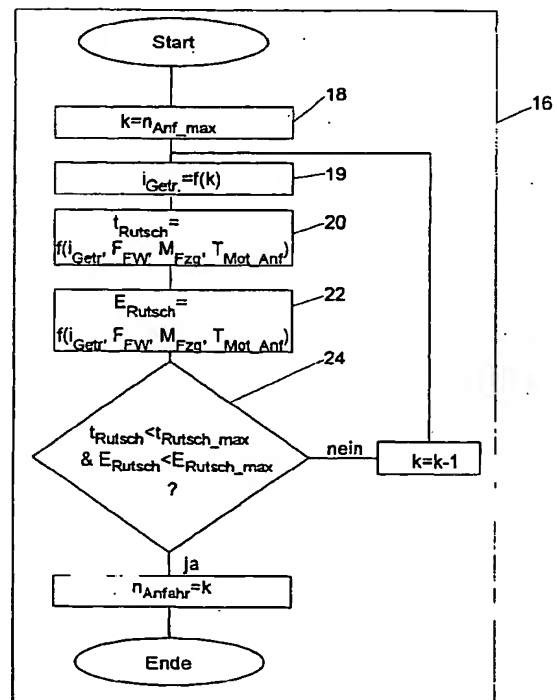 Start
18
k=n_Anf_max
16
i_Getr.=f(k)
19
t_Rutsch=
f(i_Getr, F_FW, M_Fzg, T_Mot_Anf)
20
E_Rutsch=
f(i_Getr, F_FW, M_Fzg, T_Mot_Anf)
22
24
t_Rutsch<t_Rutsch_max
& E_Rutsch<E_Rutsch_max
?
nein
k=k-1
ja
n_Anfahr=k
Ende